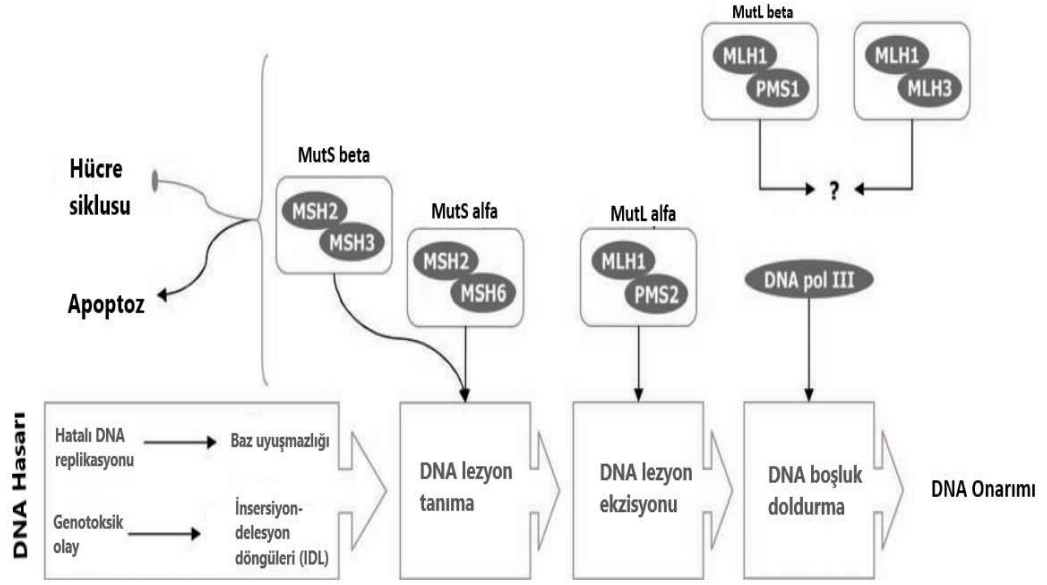 MutL beta
MLH1
PMS1
MLH1
MLH3
?
Hücre
siklusu
Apoptoz
MutS beta
MSH2
MSH3
MutS alfa
MSH2
MSH6
MutL alfa
MLH1
PMS2
DNA pol III
DNA Hasarı
Hatalı DNA
replikasyonu
Baz uyuşmazlığı
Genotoksik
olay
İnsersiyon-
delesyon
döngüleri (IDL)
DNA lezyon
tanıma
DNA lezyon
ekzisyonu
DNA boşluk
doldurma
DNA Onarımı